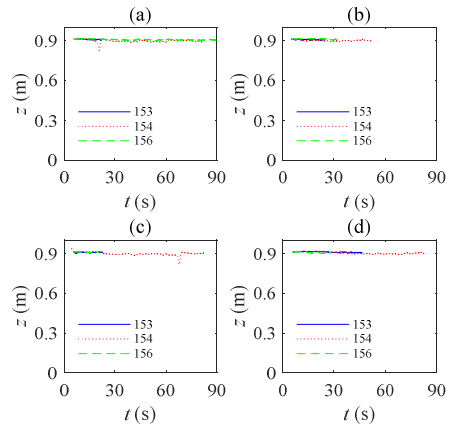 (a) (b)
0.9 0.9
0.6 0.6
z (m) z (m)
153 153
0.3 154 0.3 154
156 156
0 0
0 30 60 90 0 30 60 90
t (s) t (s)
(c) (d)
0.9 0.9
0.6 0.6
z (m) z (m)
153 153
0.3 154 0.3 154
156 156
0 0
0 30 60 90 0 30 60 90
t (s) t (s)